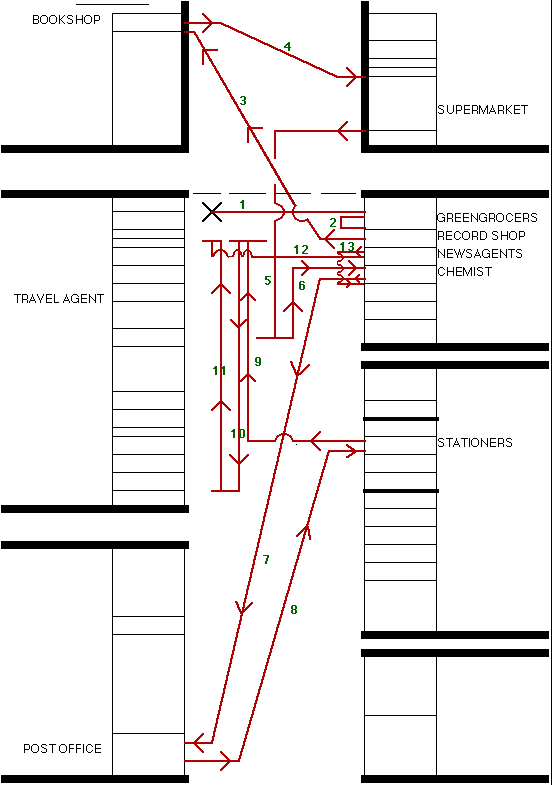 BOOKSHOP
4
3
SUPERMARKET
1
2
GREENGROCERS
RECORD SHOP
NEWSAGENTS
12
13
CHEMIST
5
6
TRAVEL AGENT
9
11
10
STATIONERS
7
8
POST OFFICE